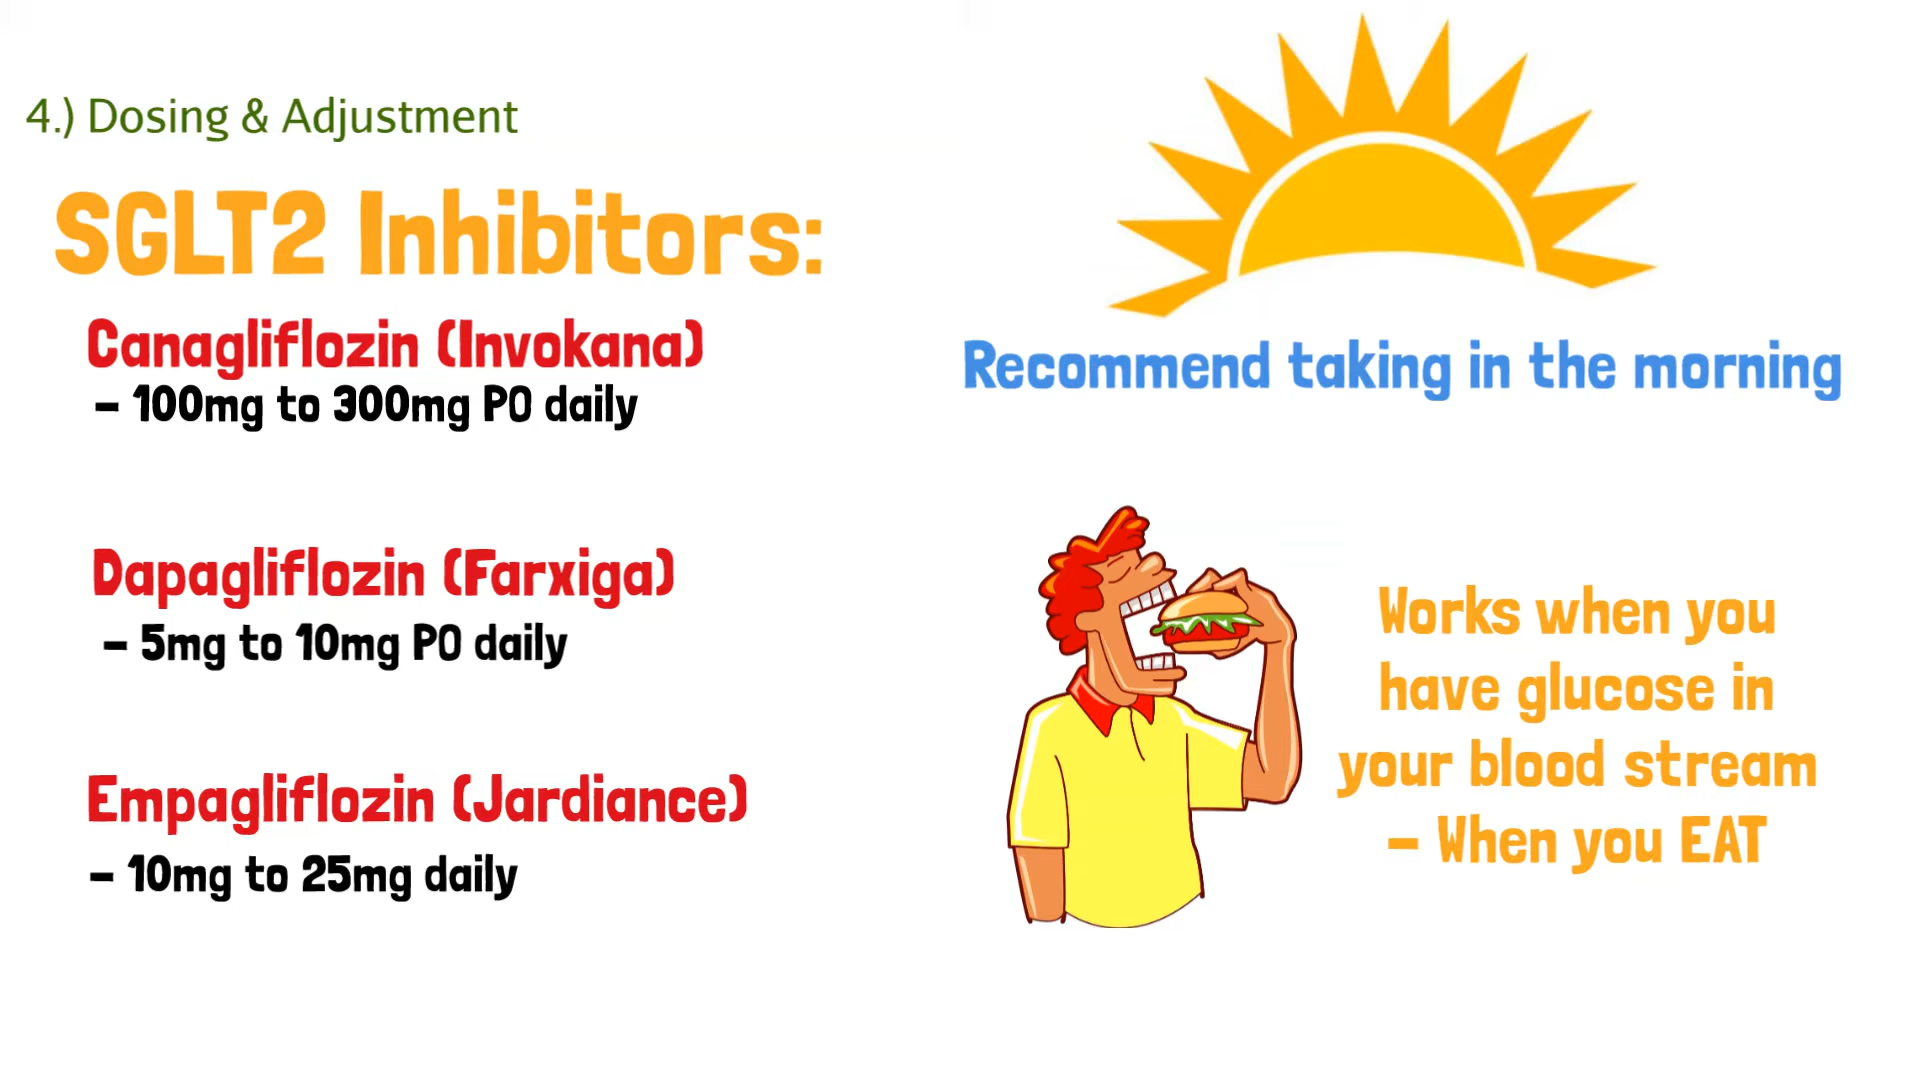 4.) Dosing & Adjustment
SGLT2 Inhibitors:
Canagliflozin (Invokana)
- 100mg to 300mg PO daily
Dapagliflozin (Farxiga)
- 5mg to 10mg PO daily
Empagliflozin (Jardiance)
- 10mg to 25mg daily
Recommend taking in the morning
Works when you
have glucose in
your blood stream
- When you EAT